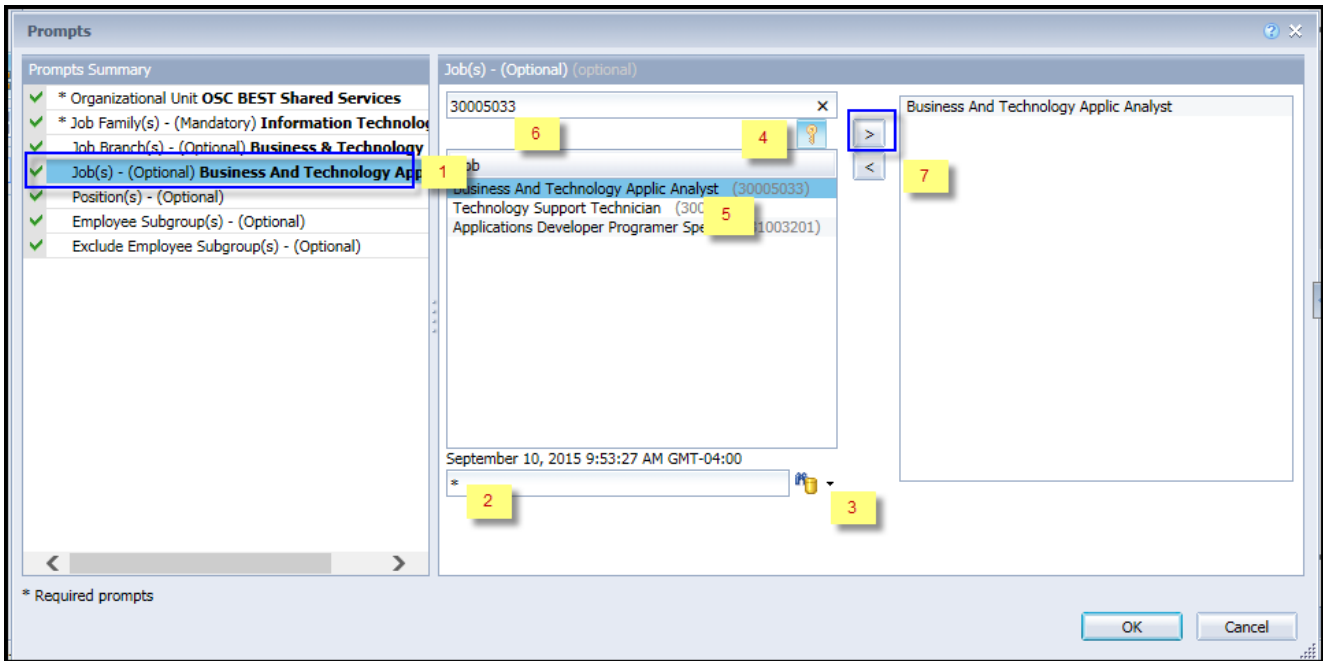 Prompts
Prompts Summary
* Organizational Unit OSC BEST Shared Services
* Job Family(s) - (Mandatory) Information Technolog
Job Branch(s) - (Optional) Business & Technology
Job(s) - (Optional) Business And Technology App
1
Position(s) - (Optional)
Employee Subgroup(s) - (Optional)
Exclude Employee Subgroup(s) - (Optional)
Job(s) - (Optional) (optional)
30005033
6
4
Business And Technology Applic Analyst (30005033)
Technology Support Technician (300
5
Applications Developer Programer Spe 1003201)
September 10, 2015 9:53:27 AM GMT-04:00
*
2
3
>
<
7
Business And Technology Applic Analyst
* Required prompts
OK
Cancel